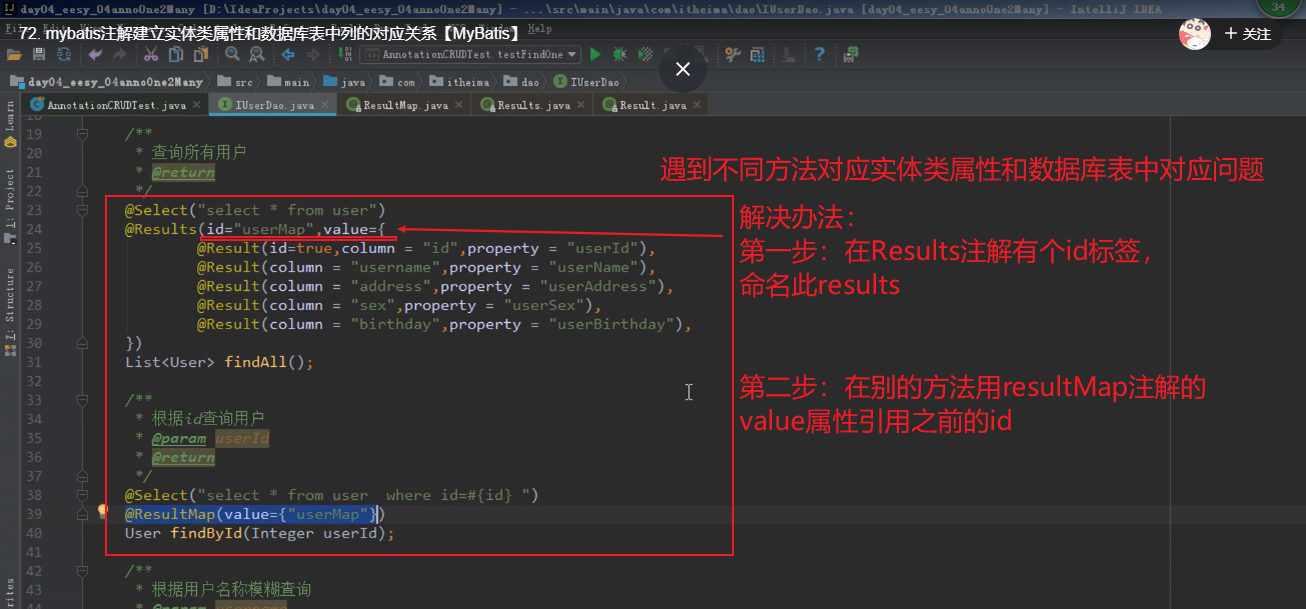 day04_eesy_04annoOne2Many [D:\IdeaProjects\day04_eesy_04annoOne2Many] - ...\src\main\java\com\itheima\dao\IUserDao.java [day04_eesy_04annoOne2Many] - IntelliJ IDEA
34
Help
72. mybatis注解建立实体类属性和数据库表中列的对应关系【MyBatis】
+ 关注
AnnotationCRUDTest.testFindOne
day04_eesy_04annoOne2Many src main java com itheima dao IUserDao
AnnotationCRUDTest.java IUserDao.java ResultMap.java Results.java Result.java
Learn
1: Project
7: Structure
19 /**
20 * 查询所有用户
21 * @return
22 */
23 @Select("select * from user")
24 @Results(id="userMap",value={
25 @Result(id=true,column = "id",property = "userId"),
26 @Result(column = "username",property = "userName"),
27 @Result(column = "address",property = "userAddress"),
28 @Result(column = "sex",property = "userSex"),
29 @Result(column = "birthday",property = "userBirthday"),
30 })
31 List<User> findAll();
32
33 /**
34 * 根据id查询用户
35 * @param userId
36 * @return
37 */
38 @Select("select * from user  where id=#{id} ")
39 @ResultMap(value={"userMap"})
40 User findById(Integer userId);
41
42 /**
43 * 根据用户名称模糊查询
遇到不同方法对应实体类属性和数据库表中对应问题
解决办法：
第一步：在Results注解有个id标签，
命名此results
第二步：在别的方法用resultMap注解的
value属性引用之前的id